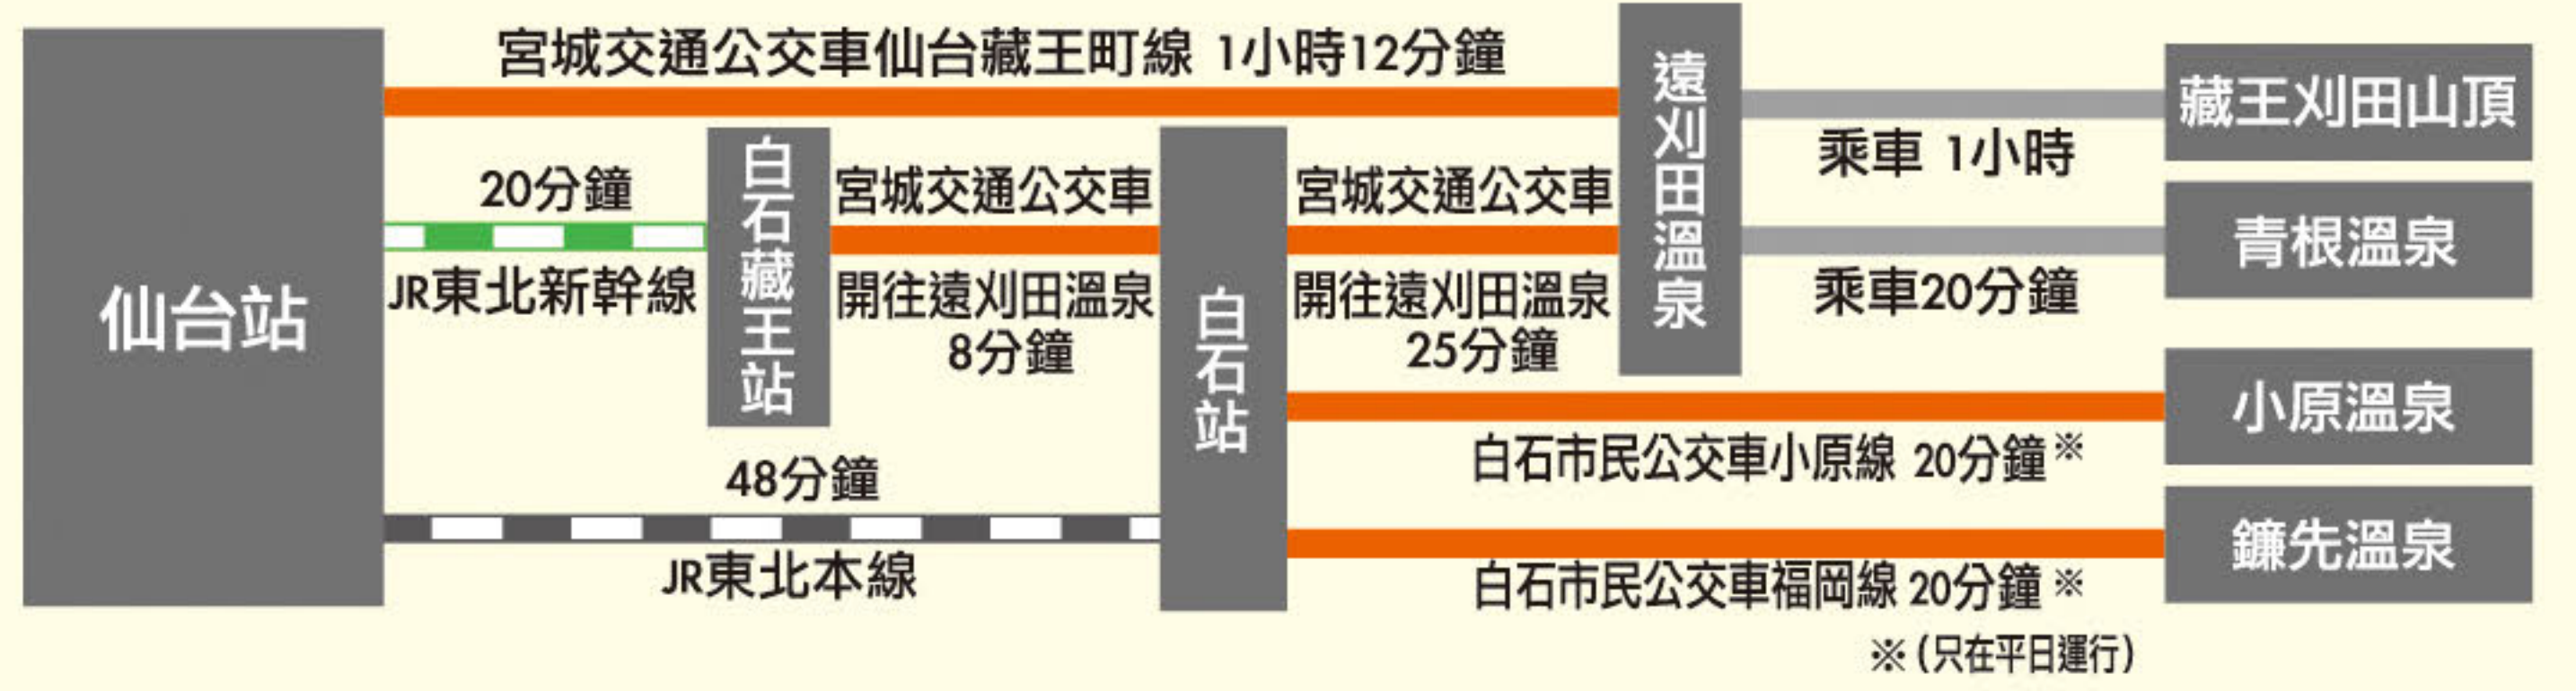 仙台站
宮城交通公交車仙台藏王町線 1小時12分鐘
20分鐘
JR東北新幹線
白石藏王站
宮城交通公交車
開往遠刈田溫泉
8分鐘
48分鐘
JR東北本線
白石站
宮城交通公交車
開往遠刈田溫泉
25分鐘
遠刈田溫泉
乘車 1小時
藏王刈田山頂
乘車20分鐘
青根溫泉
白石市民公交車小原線 20分鐘※
小原溫泉
白石市民公交車福岡線 20分鐘※
鐮先溫泉
※(只在平日運行)